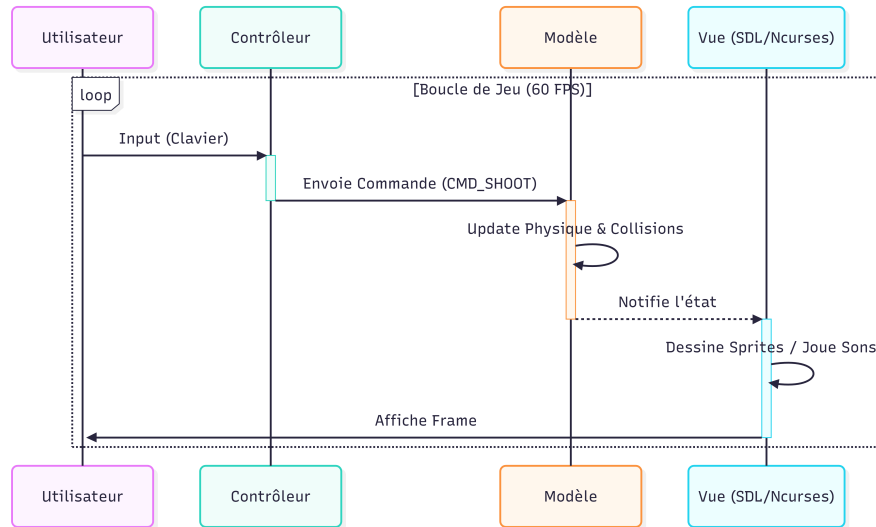 Utilisateur
Contrôleur
Modèle
Vue (SDL/Ncurses)
loop
[Boucle de Jeu (60 FPS)]
Input (Clavier)
Envoie Commande (CMD_SHOOT)
Update Physique & Collisions
Notifie l'état
Dessine Sprites / Joue Sons
Affiche Frame
Utilisateur
Contrôleur
Modèle
Vue (SDL/Ncurses)